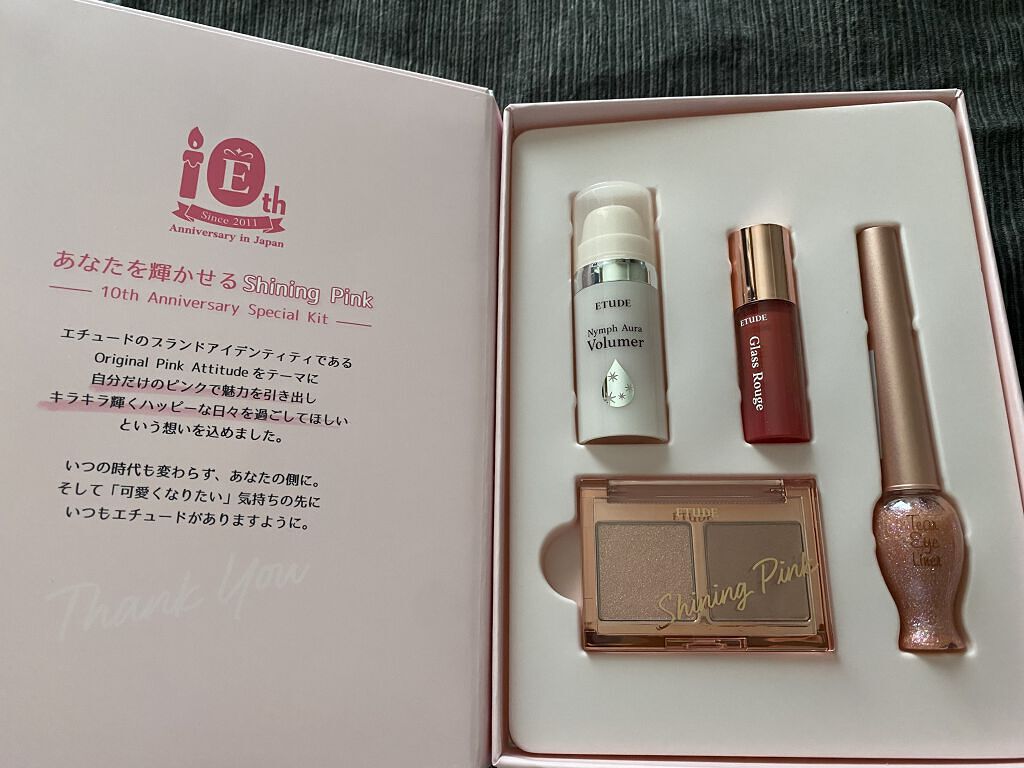 10th
Since 2011
Anniversary in Japan
あなたを輝かせる Shining Pink
10th Anniversary Special Kit
エチュードのブランドアイデンティティである
Original Pink Attitudeをテーマに
自分だけのピンクで魅力を引き出し
キラキラ輝くハッピーな日々を過ごしてほしい
という想いを込めました。
いつの時代も変わらず、あなたの側に。
そして「可愛くなりたい」気持ちの先に
いつもエチュードがありますように。
Thank You
ETUDE
Nymph Aura
Volumer
ETUDE
Glass Rouge
ETUDE
Shining Pink
Tear
Eye
Liner